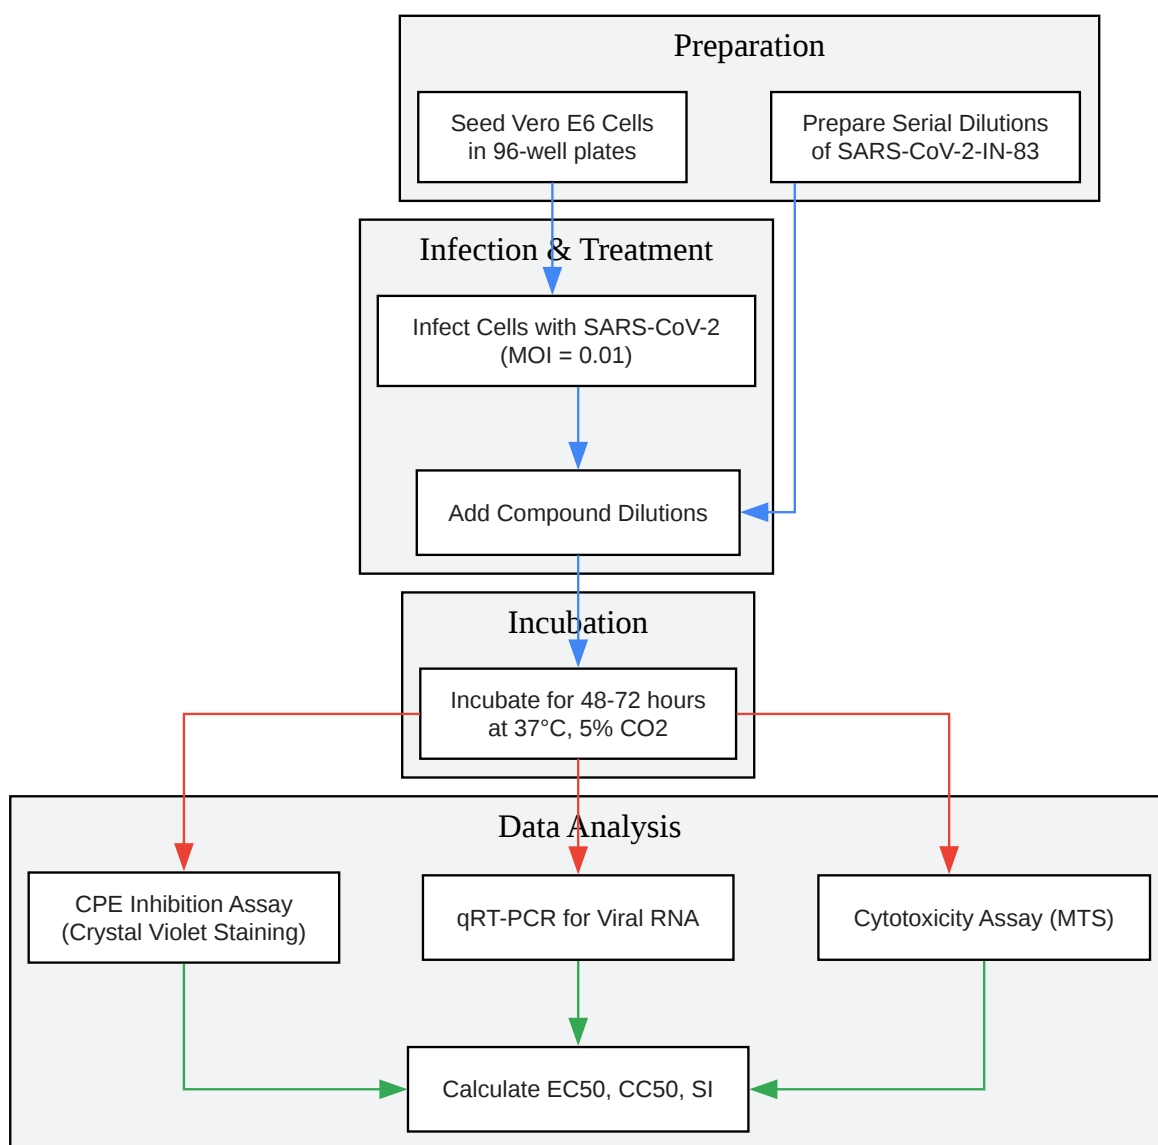 Preparation
Seed Vero E6 Cells
in 96-well plates
Prepare Serial Dilutions
of SARS-CoV-2-IN-83
Infection & Treatment
Infect Cells with SARS-CoV-2
(MOI = 0.01)
Add Compound Dilutions
Incubation
Incubate for 48-72 hours
at 37°C, 5% CO2
Data Analysis
CPE Inhibition Assay
(Crystal Violet Staining)
qRT-PCR for Viral RNA
Cytotoxicity Assay (MTS)
Calculate EC50, CC50, SI